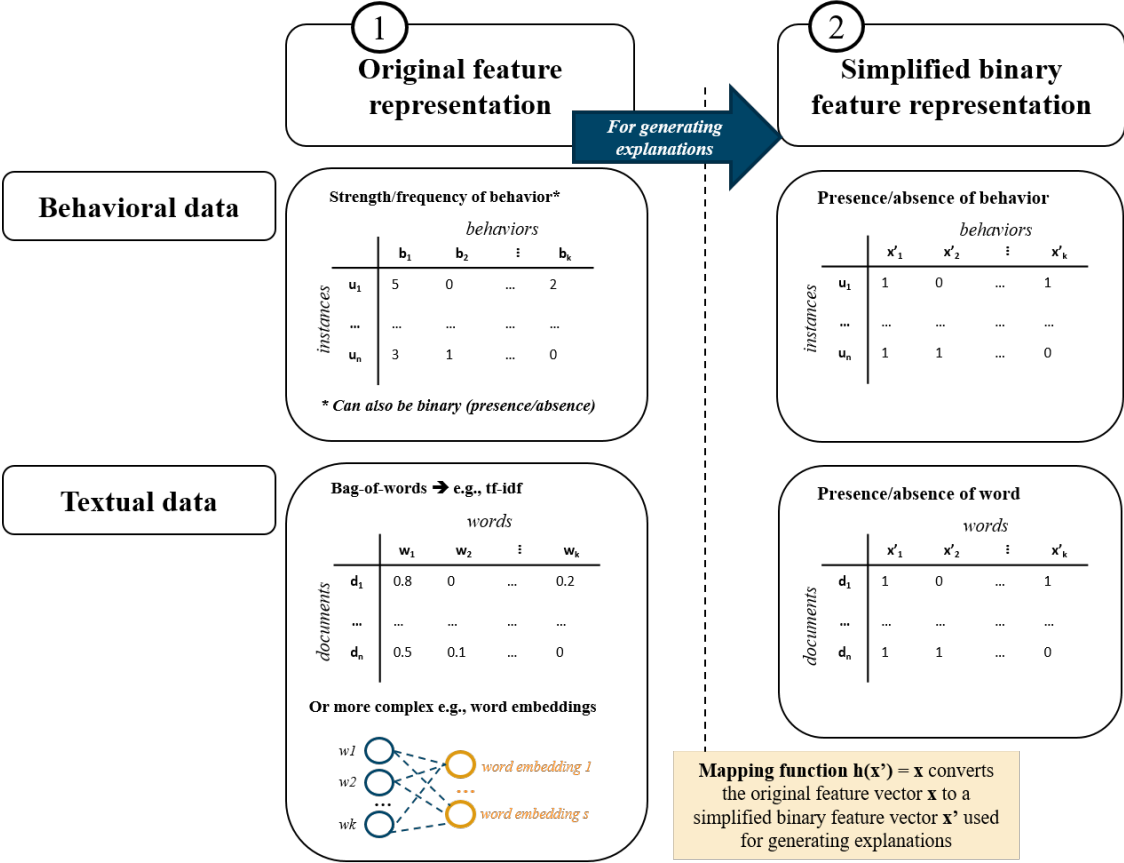 1
Original feature
representation
For generating
explanations
2
Simplified binary
feature representation
Behavioral data
Strength/frequency of behavior*
behaviors
b1 b2 ⋮ bk
instances
u1 5 0 ... 2
... ... ... ... ...
un 3 1 ... 0
* Can also be binary (presence/absence)
Presence/absence of behavior
behaviors
x'1 x'2 ⋮ x'k
instances
u1 1 0 ... 1
... ... ... ... ...
un 1 1 ... 0
Textual data
Bag-of-words ➔ e.g., tf-idf
words
w1 w2 ⋮ wk
documents
d1 0.8 0 ... 0.2
... ... ... ... ...
dn 0.5 0.1 ... 0
Or more complex e.g., word embeddings
w1
w2
...
wk
word embedding 1
...
word embedding s
Presence/absence of word
words
x'1 x'2 ⋮ x'k
documents
d1 1 0 ... 1
... ... ... ... ...
dn 1 1 ... 0
Mapping function h(x') = x converts
the original feature vector x to a
simplified binary feature vector x' used
for generating explanations